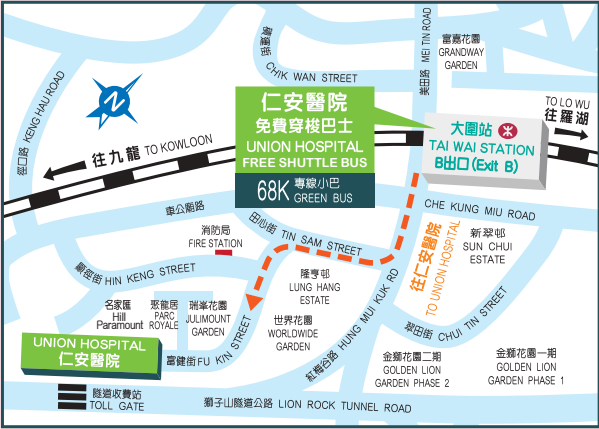 顯運街
CHIK WAN STREET
美田路 MEI TIN ROAD
富嘉花園
GRANDWAY
GARDEN
徑口路 KENG HAU ROAD
N
仁安醫院
免費穿梭巴士
UNION HOSPITAL
FREE SHUTTLE BUS
68K 專線小巴
GREEN BUS
TO LO WU
往羅湖
大圍站
TAI WAI STATION
B出口 (Exit B)
往九龍 TO KOWLOON
車公廟路
CHE KUNG MIU ROAD
消防局
FIRE STATION
田心街 TIN SAM STREET
往仁安醫院
TO UNION HOSPITAL
新翠邨
SUN CHUI
ESTATE
顯徑街 HIN KENG STREET
隆亨邨
LUNG HANG
ESTATE
名家匯
Hill
Paramount
聚龍居
PARC
ROYALE
瑞峯花園
JULIMOUNT
GARDEN
世界花園
WORLDWIDE
GARDEN
紅梅谷路 HUNG MUI KUK RD
翠田街 CHUI TIN STREET
UNION HOSPITAL
仁安醫院
富健街 FU KIN STREET
金獅花園二期
GOLDEN LION
GARDEN PHASE 2
金獅花園一期
GOLDEN LION
GARDEN PHASE 1
隧道收費站
TOLL GATE
獅子山隧道公路 LION ROCK TUNNEL ROAD